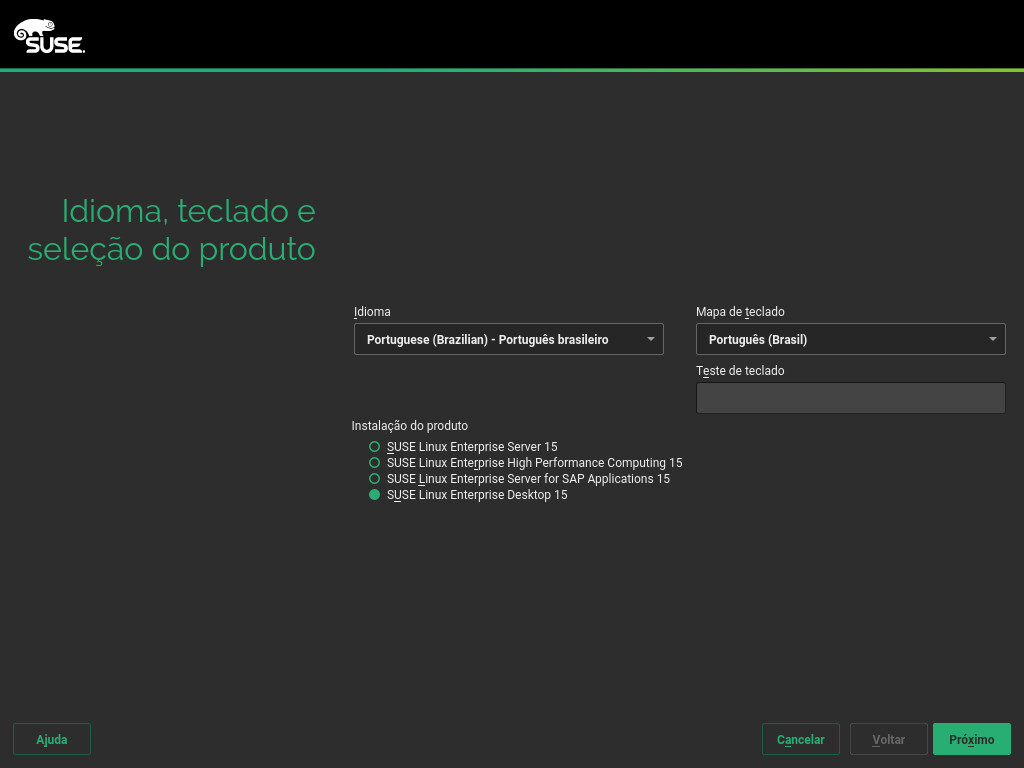 SUSE.
Idioma, teclado e
seleção do produto
Idioma
Portuguese (Brazilian) - Português brasileiro
Mapa de teclado
Português (Brasil)
Teste de teclado
Instalação do produto
SUSE Linux Enterprise Server 15
SUSE Linux Enterprise High Performance Computing 15
SUSE Linux Enterprise Server for SAP Applications 15
SUSE Linux Enterprise Desktop 15
Ajuda
Cancelar
Voltar
Próximo